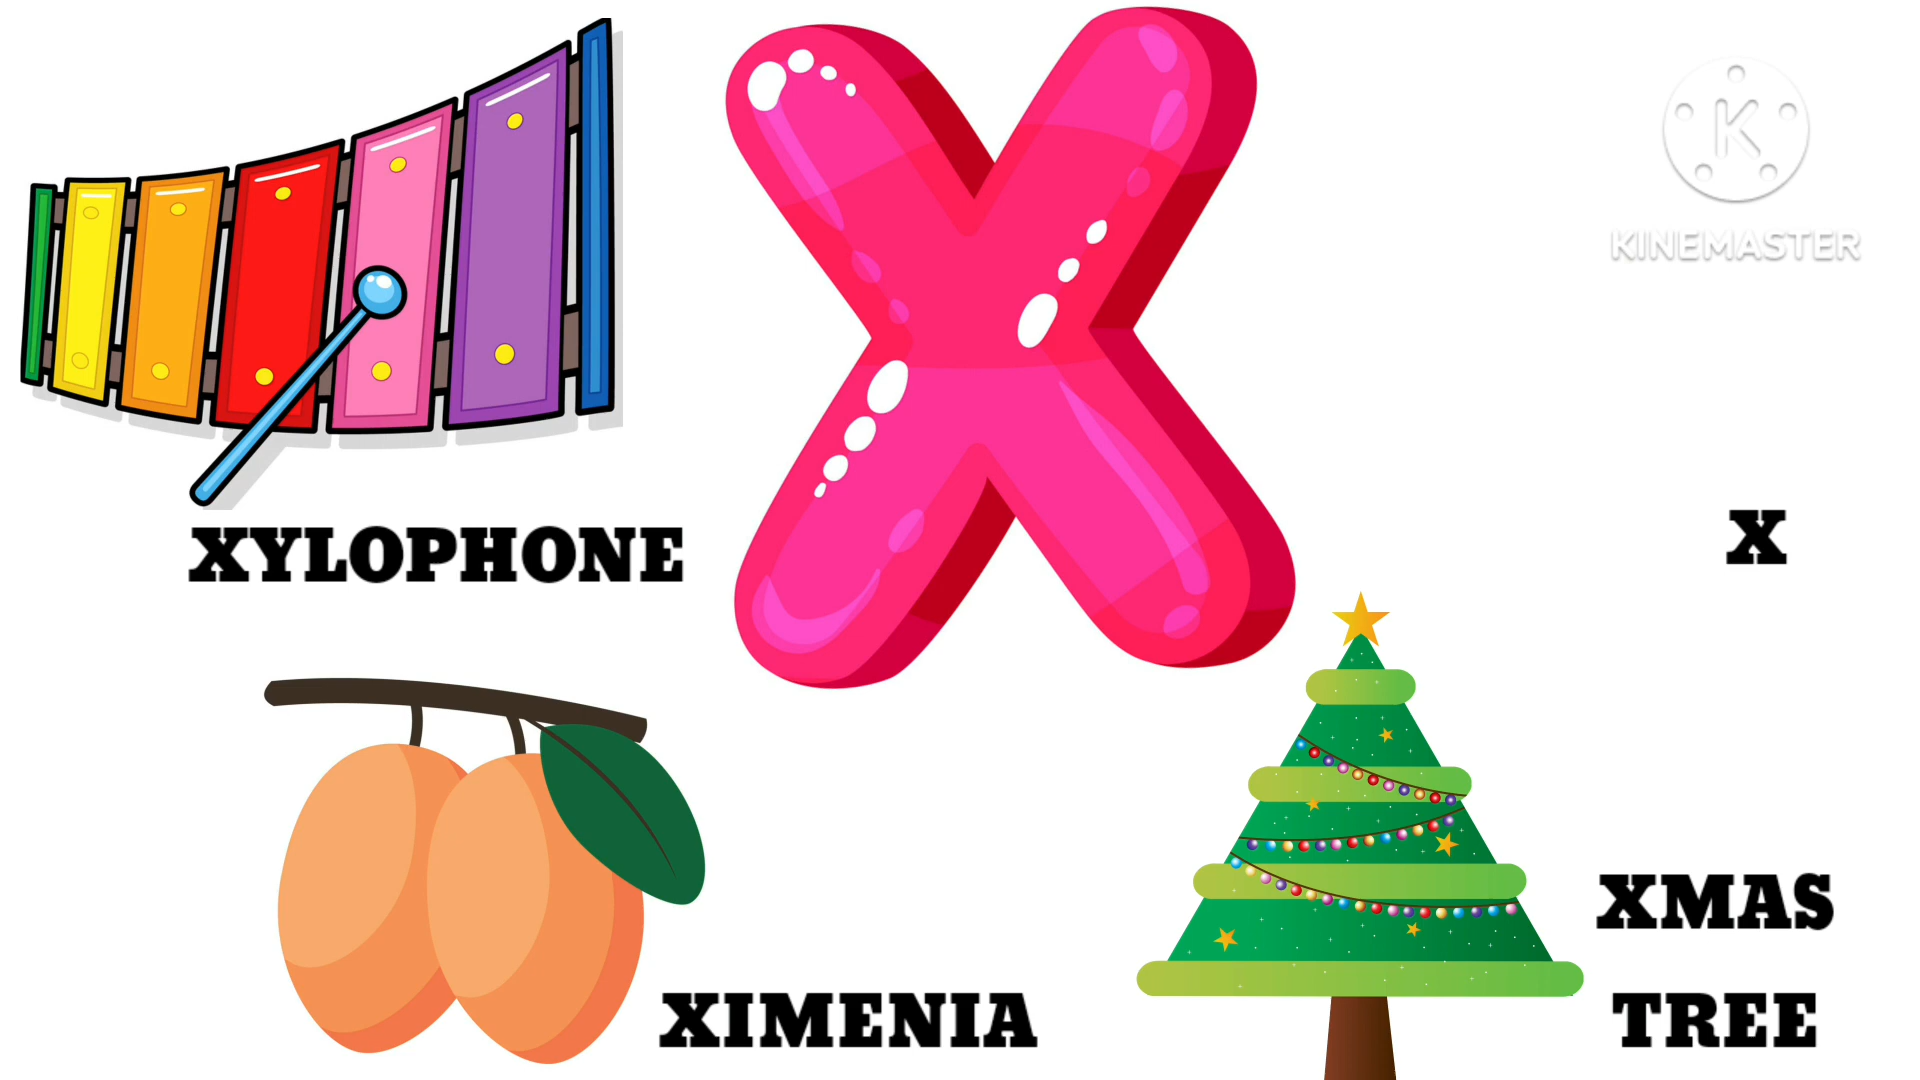 X
K
KINEMASTER
XYLOPHONE
X
XIMENIA
XMAS
TREE